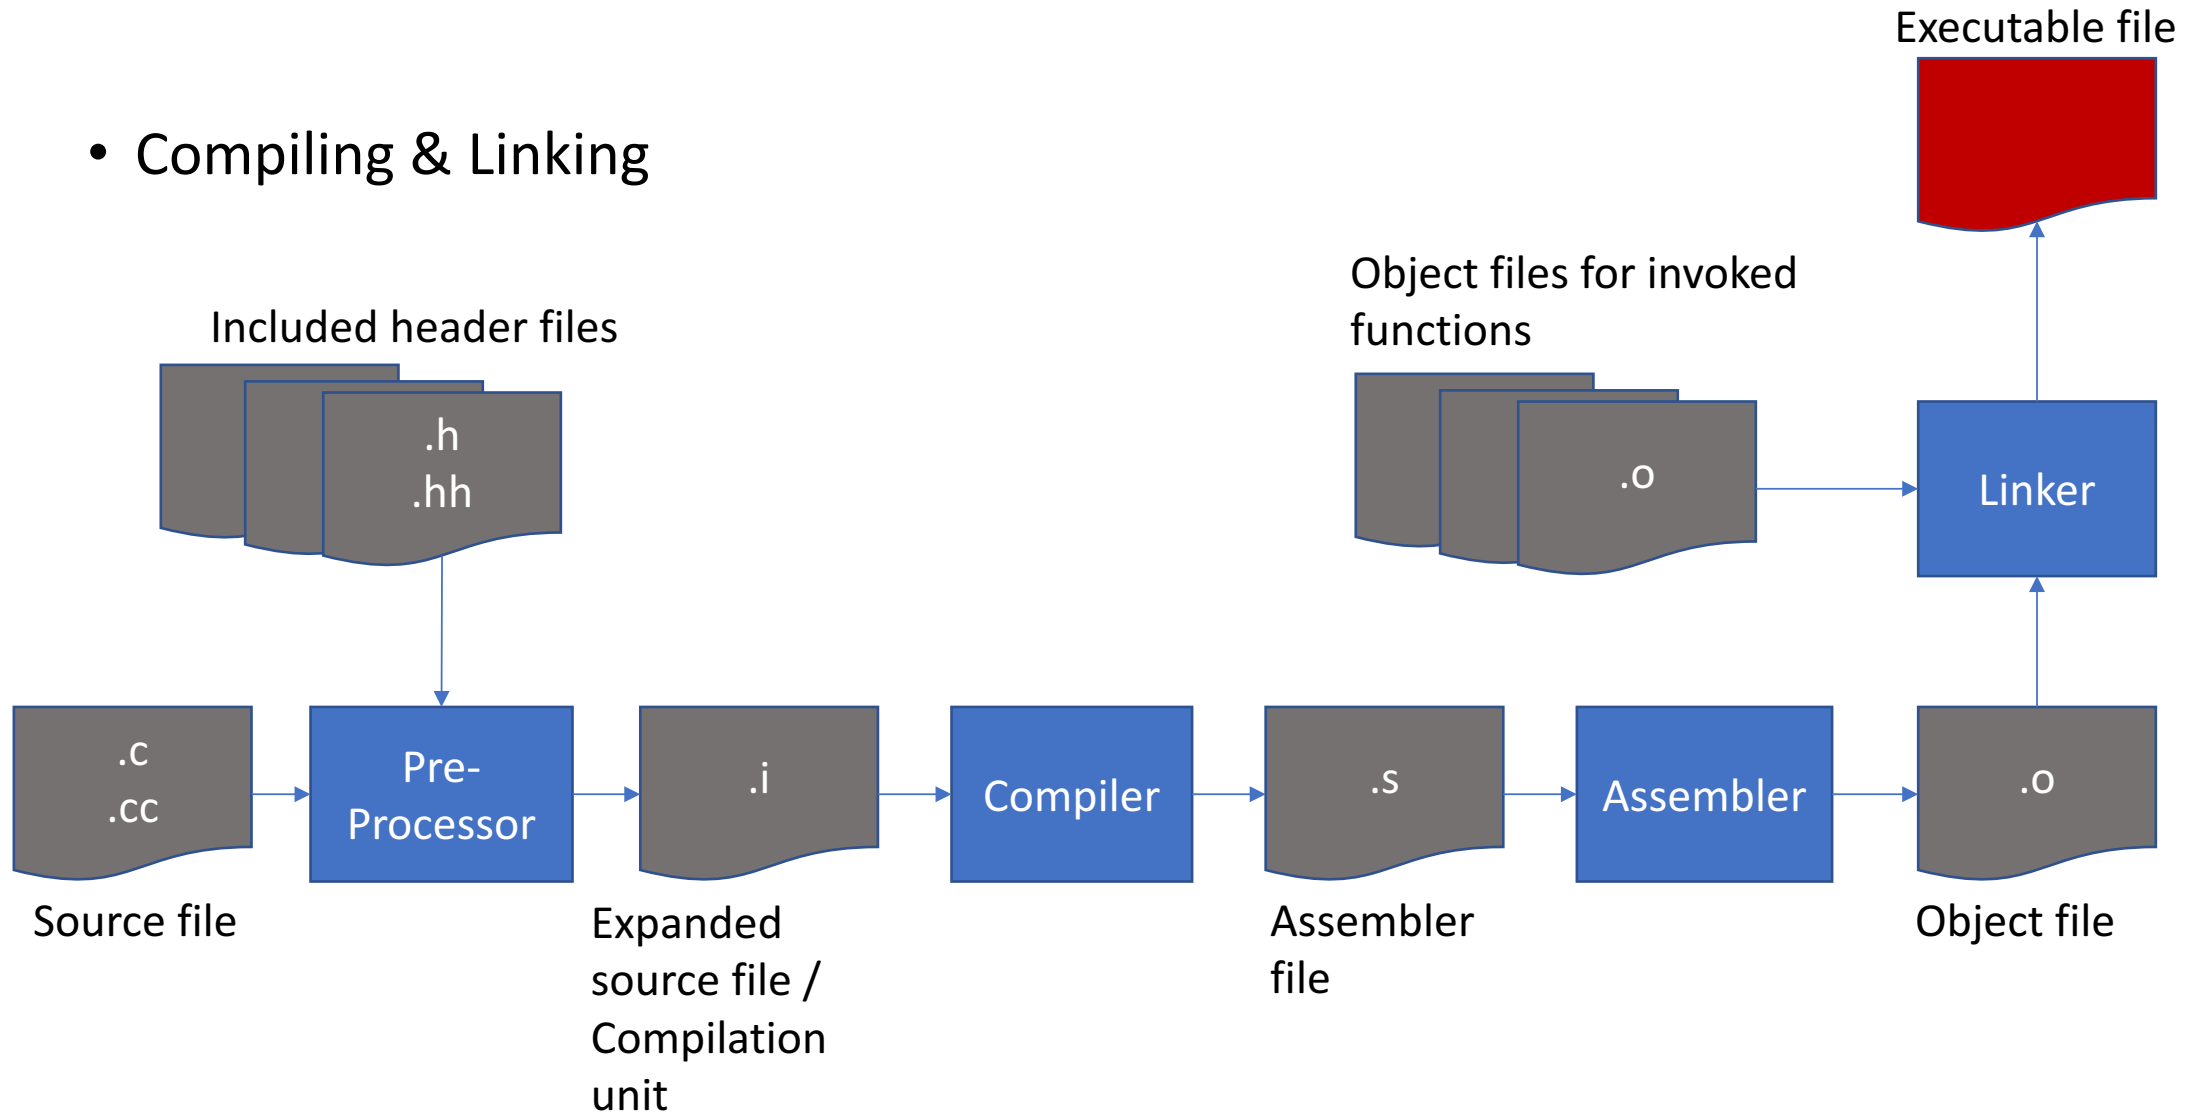 Executable file
• Compiling & Linking
Object files for invoked
functions
Included header files
.h
.hh
.o
Linker
.c
.cc
Pre-
Processor
.i
Compiler
.s
Assembler
.o
Source file
Expanded
source file /
Compilation
unit
Assembler
file
Object file